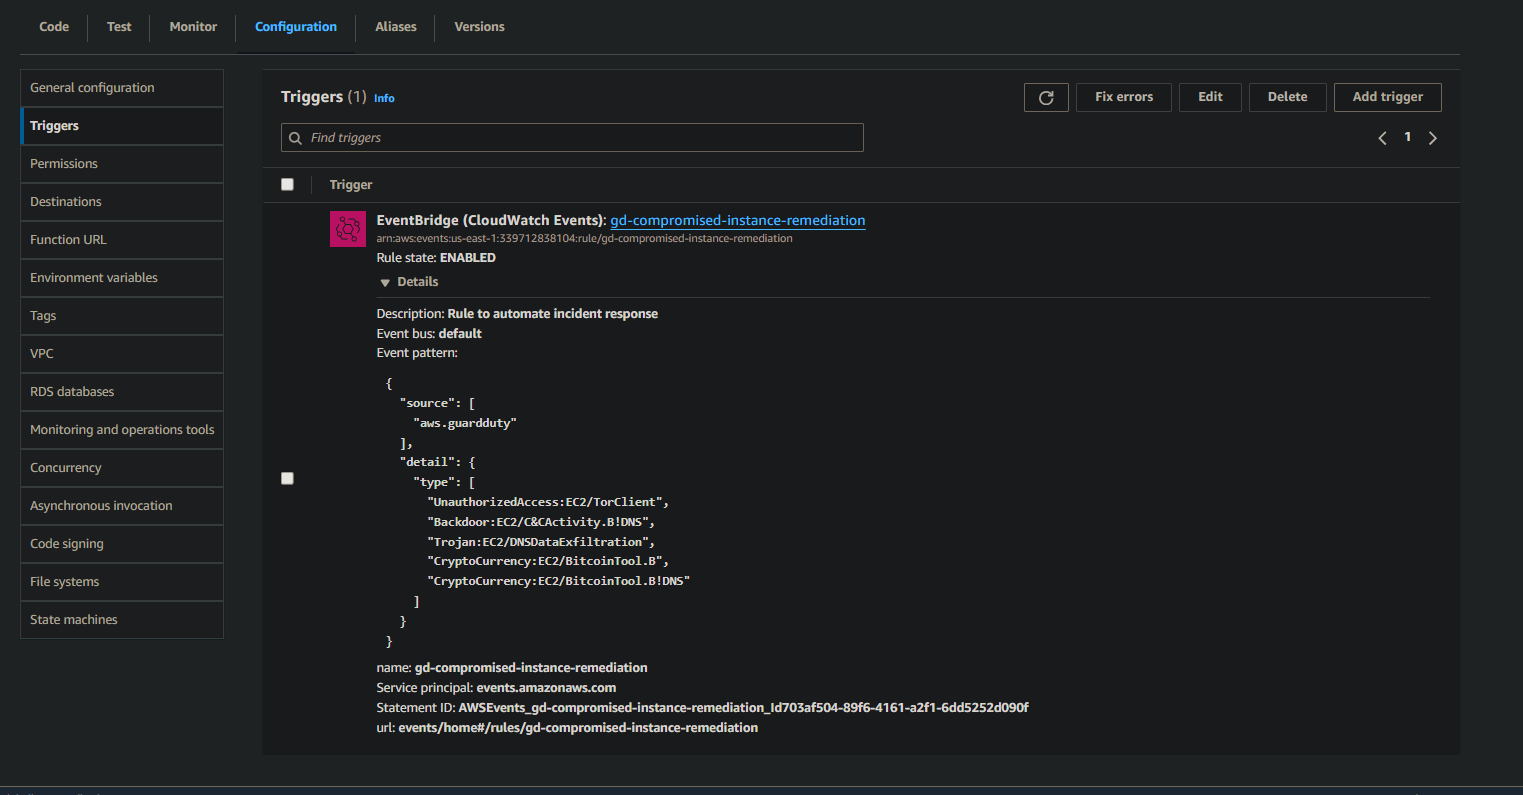 Code
Test
Monitor
Configuration
Aliases
Versions
General configuration
Triggers
Permissions
Destinations
Function URL
Environment variables
Tags
VPC
RDS databases
Monitoring and operations tools
Concurrency
Asynchronous invocation
Code signing
File systems
State machines
Triggers (1) Info
Fix errors
Edit
Delete
Add trigger
Find triggers
1
Trigger
EventBridge (CloudWatch Events): gd-compromised-instance-remediation
arn:aws:events:us-east-1:339712838104:rule/gd-compromised-instance-remediation
Rule state: ENABLED
Details
Description: Rule to automate incident response
Event bus: default
Event pattern:
{
"source": [
"aws.guardduty"
],
"detail": {
"type": [
"UnauthorizedAccess:EC2/TorClient",
"Backdoor:EC2/C&CActivity.B!DNS",
"Trojan:EC2/DNSDataExfiltration",
"CryptoCurrency:EC2/BitcoinTool.B",
"CryptoCurrency:EC2/BitcoinTool.B!DNS"
]
}
}
name: gd-compromised-instance-remediation
Service principal: events.amazonaws.com
Statement ID: AWSEvents_gd-compromised-instance-remediation_Id703af504-89f6-4161-a2f1-6dd5252d090f
url: events/home#/rules/gd-compromised-instance-remediation